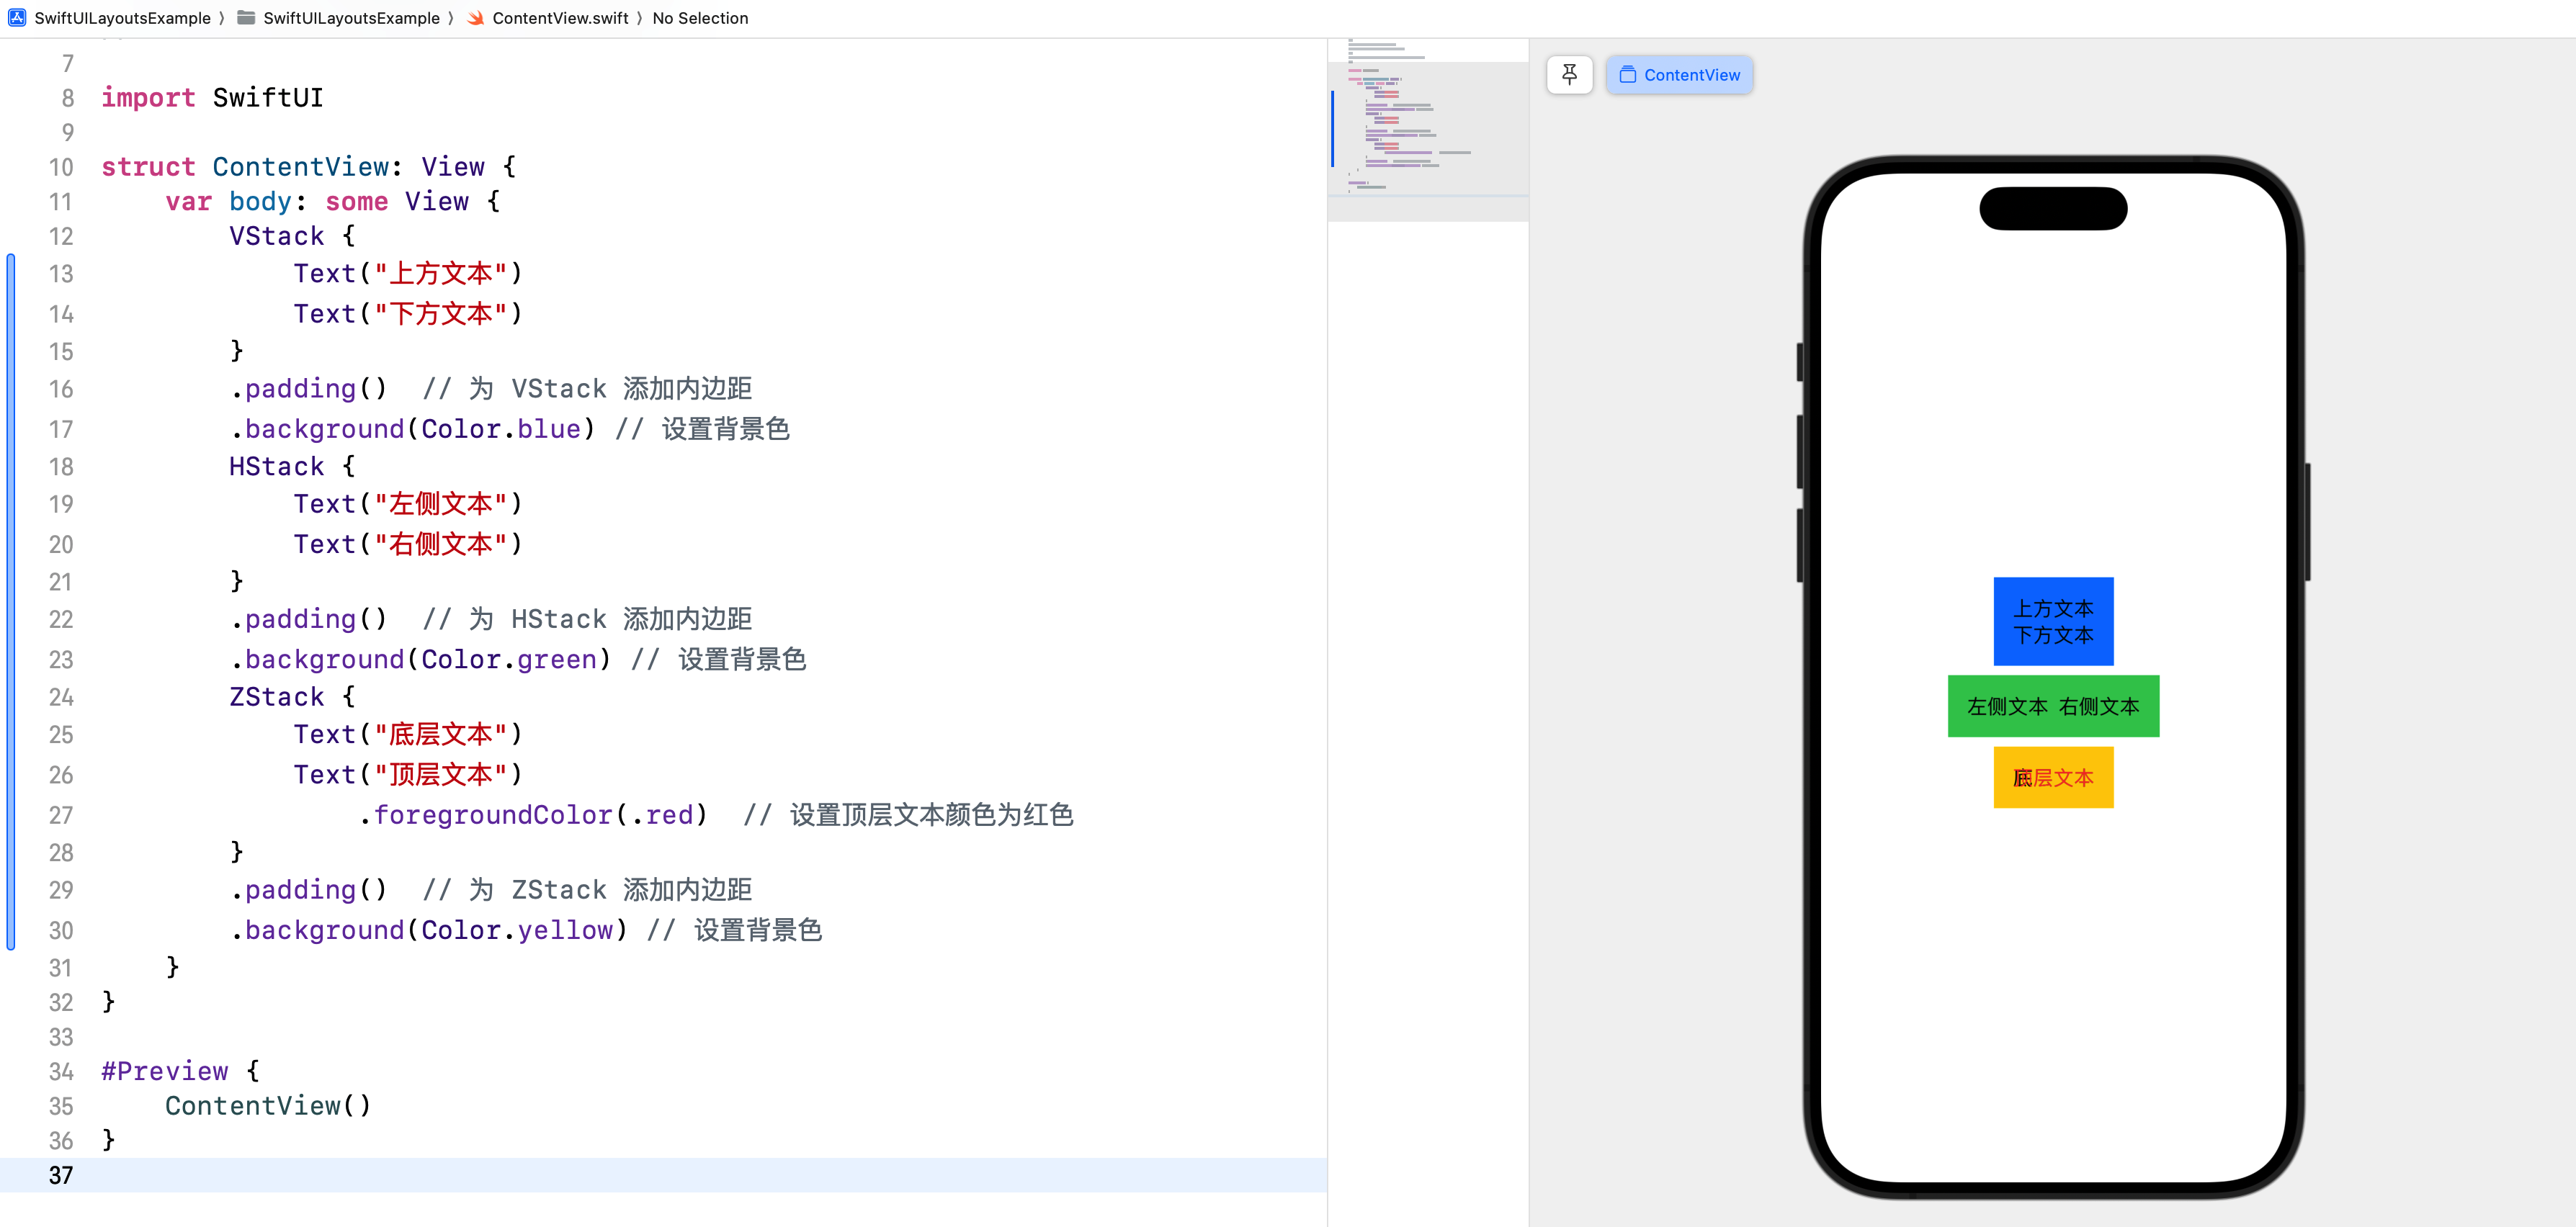 SwiftUILayoutsExample 〉 SwiftUILayoutsExample 〉 ContentView.swift 〉 No Selection
7
8 import SwiftUI
9
10 struct ContentView: View {
11 var body: some View {
12 VStack {
13 Text("上方文本")
14 Text("下方文本")
15 }
16 .padding()  // 为 VStack 添加内边距
17 .background(Color.blue) // 设置背景色
18 HStack {
19 Text("左侧文本")
20 Text("右侧文本")
21 }
22 .padding()  // 为 HStack 添加内边距
23 .background(Color.green) // 设置背景色
24 ZStack {
25 Text("底层文本")
26 Text("顶层文本")
27 .foregroundColor(.red)  // 设置顶层文本颜色为红色
28 }
29 .padding()  // 为 ZStack 添加内边距
30 .background(Color.yellow) // 设置背景色
31 }
32 }
33
34 #Preview {
35 ContentView()
36 }
37
ContentView
上方文本
下方文本
左侧文本 右侧文本
底层文本